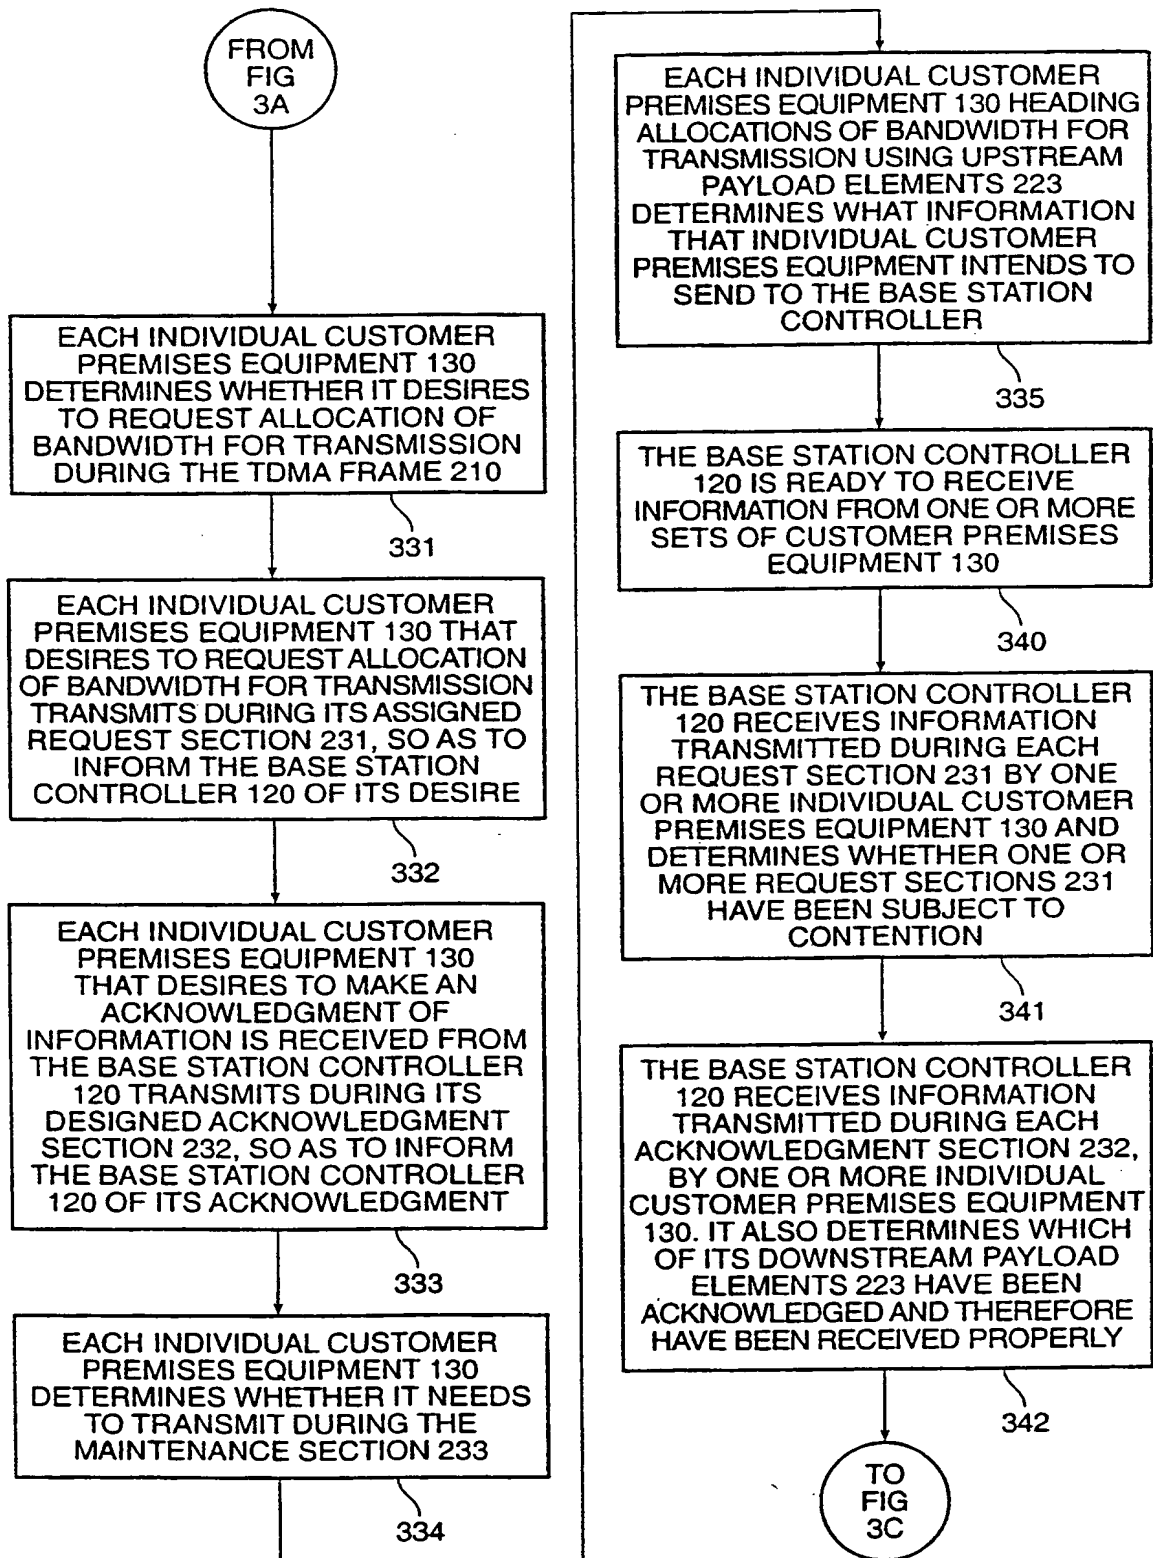 FROM
FIG
3A
EACH INDIVIDUAL CUSTOMER
PREMISES EQUIPMENT 130
DETERMINES WHETHER IT DESIRES
TO REQUEST ALLOCATION OF
BANDWIDTH FOR TRANSMISSION
DURING THE TDMA FRAME 210
331
EACH INDIVIDUAL CUSTOMER
PREMISES EQUIPMENT 130 THAT
DESIRES TO REQUEST ALLOCATION
OF BANDWIDTH FOR TRANSMISSION
TRANSMITS DURING ITS ASSIGNED
REQUEST SECTION 231, SO AS TO
INFORM THE BASE STATION
CONTROLLER 120 OF ITS DESIRE
332
EACH INDIVIDUAL CUSTOMER
PREMISES EQUIPMENT 130
THAT DESIRES TO MAKE AN
ACKNOWLEDGMENT OF
INFORMATION IS RECEIVED FROM
THE BASE STATION CONTROLLER
120 TRANSMITS DURING ITS
DESIGNED ACKNOWLEDGMENT
SECTION 232, SO AS TO INFORM
THE BASE STATION CONTROLLER
120 OF ITS ACKNOWLEDGMENT
333
EACH INDIVIDUAL CUSTOMER
PREMISES EQUIPMENT 130
DETERMINES WHETHER IT NEEDS
TO TRANSMIT DURING THE
MAINTENANCE SECTION 233
334
EACH INDIVIDUAL CUSTOMER
PREMISES EQUIPMENT 130 HEADING
ALLOCATIONS OF BANDWIDTH FOR
TRANSMISSION USING UPSTREAM
PAYLOAD ELEMENTS 223
DETERMINES WHAT INFORMATION
THAT INDIVIDUAL CUSTOMER
PREMISES EQUIPMENT INTENDS TO
SEND TO THE BASE STATION
CONTROLLER
335
THE BASE STATION CONTROLLER
120 IS READY TO RECEIVE
INFORMATION FROM ONE OR MORE
SETS OF CUSTOMER PREMISES
EQUIPMENT 130
340
THE BASE STATION CONTROLLER
120 RECEIVES INFORMATION
TRANSMITTED DURING EACH
REQUEST SECTION 231 BY ONE
OR MORE INDIVIDUAL CUSTOMER
PREMISES EQUIPMENT 130 AND
DETERMINES WHETHER ONE OR
MORE REQUEST SECTIONS 231
HAVE BEEN SUBJECT TO
CONTENTION
341
THE BASE STATION CONTROLLER
120 RECEIVES INFORMATION
TRANSMITTED DURING EACH
ACKNOWLEDGMENT SECTION 232,
BY ONE OR MORE INDIVIDUAL
CUSTOMER PREMISES EQUIPMENT
130. IT ALSO DETERMINES WHICH
OF ITS DOWNSTREAM PAYLOAD
ELEMENTS 223 HAVE BEEN
ACKNOWLEDGED AND THEREFORE
HAVE BEEN RECEIVED PROPERLY
342
TO
FIG
3C